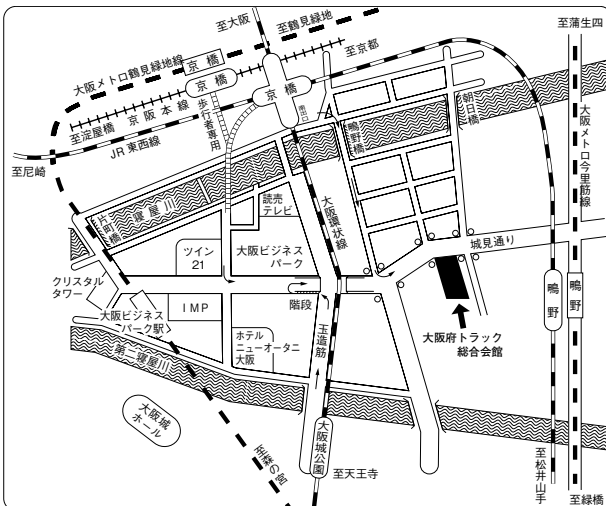 至大阪
至鶴見緑地
至蒲生四
大阪メトロ鶴見緑地線
京橋
京橋
至京都
京阪本線
至淀屋橋
歩行者専用
京橋
南出口
JR東西線
至尼崎
鴫野橋
朝日橋
大阪メトロ今里筋線
片町橋
寝屋川
読売
テレビ
大阪環状線
城見通り
ツイン
21
大阪ビジネス
パーク
クリスタル
タワー
IMP
階段
大阪ビジネス
パーク駅
鴫野
鴫野
玉造筋
大阪府トラック
総合会館
ホテル
ニューオータニ
大阪
第二寝屋川
大阪城
ホール
大阪城公園
至森の宮
至天王寺
至松井山手
至緑橋